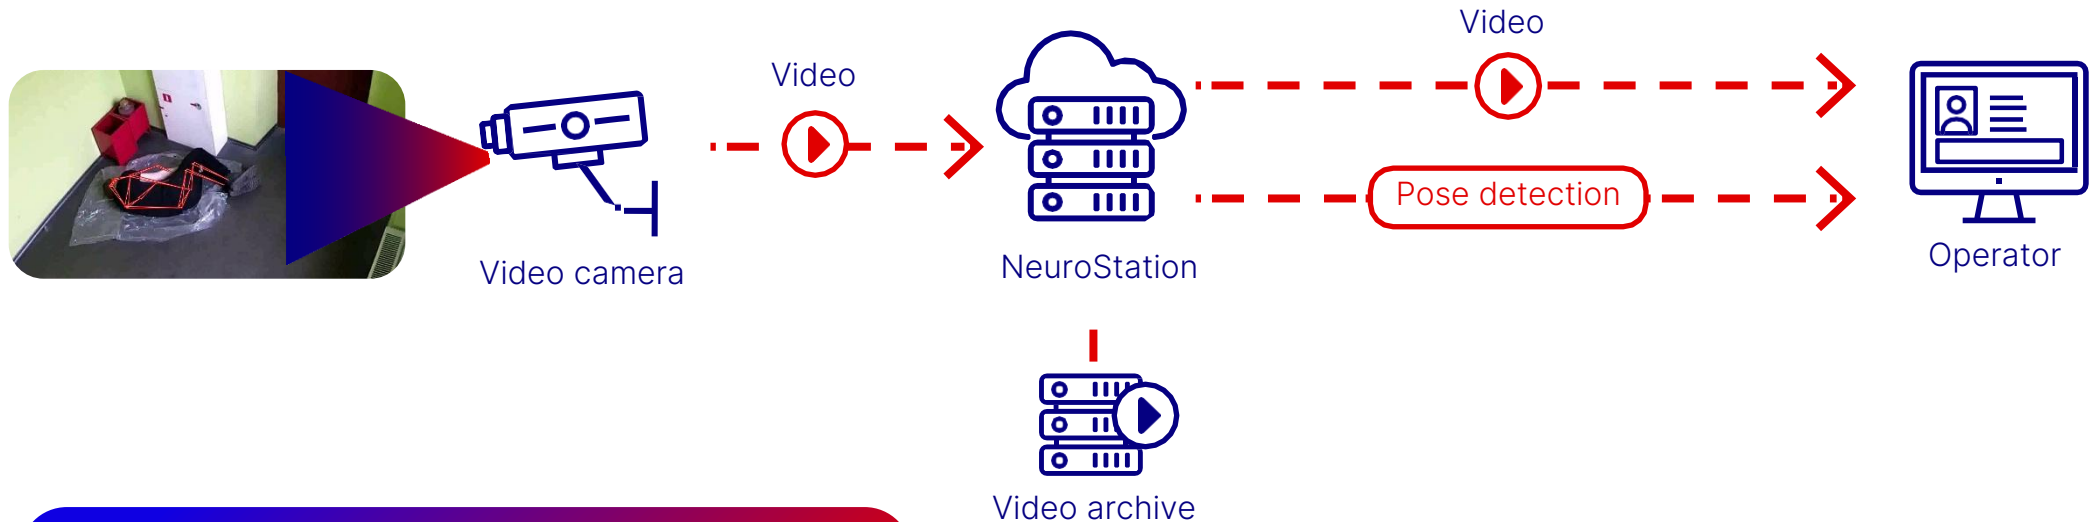 Video
Video
Video camera
NeuroStation
Pose detection
Operator
Video archive